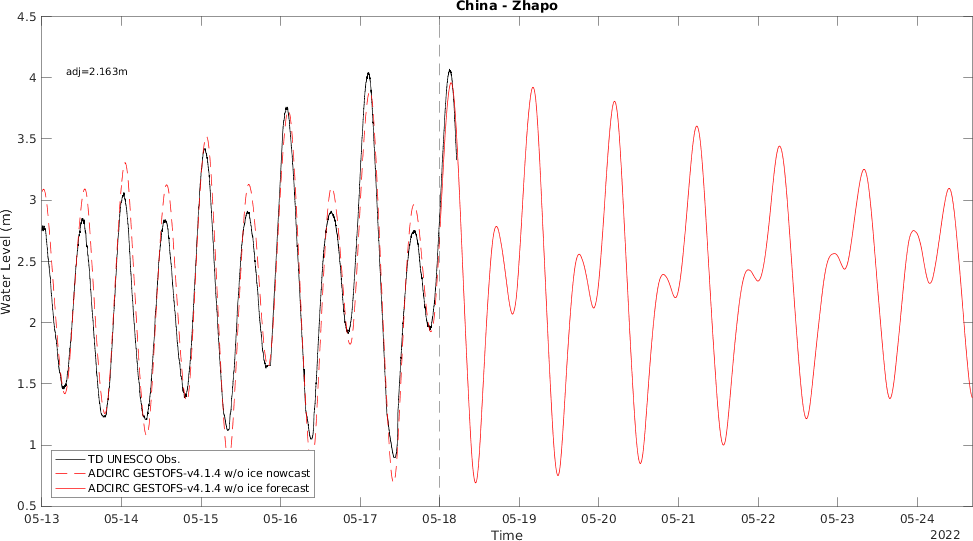 China - Zhapo
4.5
4
3.5
3
2.5
2
1.5
1
0.5
Water Level (m)
adj=2.163m
TD UNESCO Obs.
ADCIRC GESTOFS-v4.1.4 w/o ice nowcast
ADCIRC GESTOFS-v4.1.4 w/o ice forecast
05-13 05-14 05-15 05-16 05-17 05-18 05-19 05-20 05-21 05-22 05-23 05-24
Time
2022